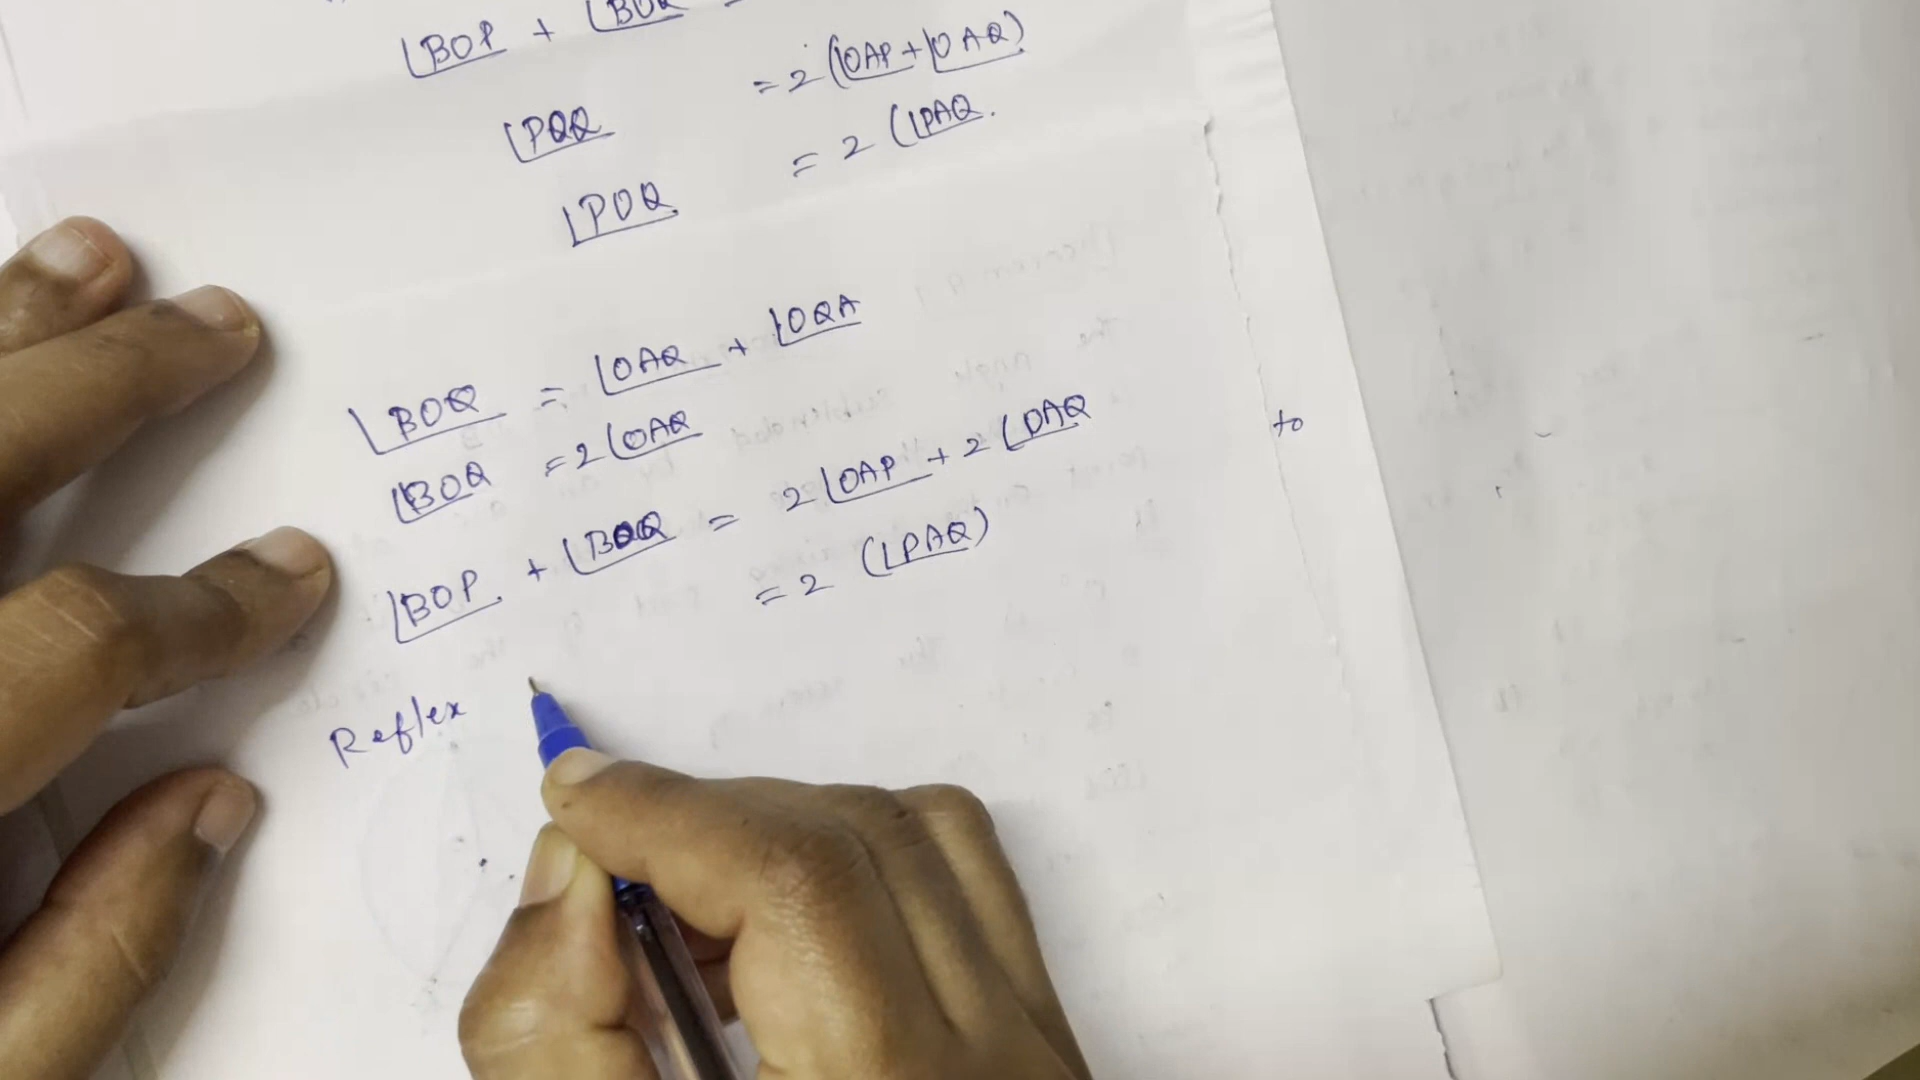 ∠BOP + ∠BOQ =
= 2 (∠OAP + ∠OAQ)
∠POQ
= 2 (∠PAQ.
∠POQ
∠BOQ = ∠OAQ + ∠OQA
∠BOQ = 2 ∠OAQ
∠BOP + ∠BOQ = 2 ∠OAP + 2 ∠OAQ
= 2 (∠PAQ)
to
Reflex